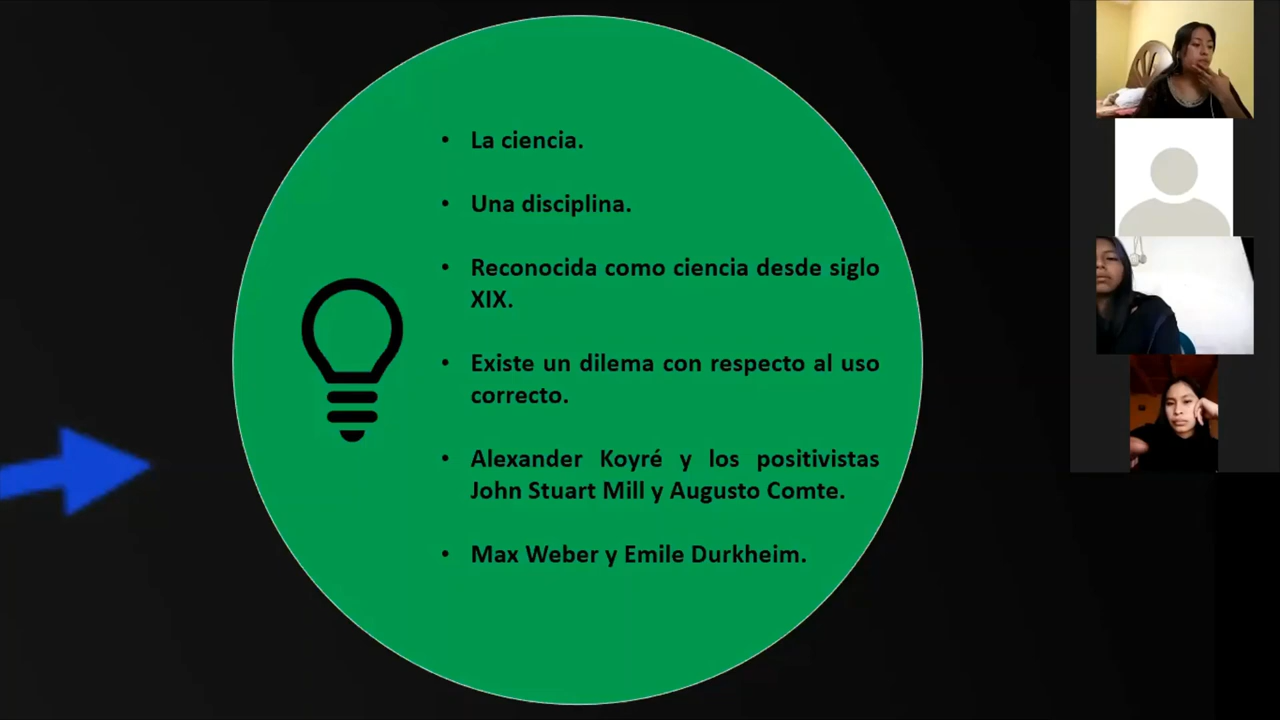 • La ciencia.
• Una disciplina.
• Reconocida como ciencia desde siglo
XIX.
• Existe un dilema con respecto al uso
correcto.
• Alexander Koyré y los positivistas
John Stuart Mill y Augusto Comte.
• Max Weber y Emile Durkheim.